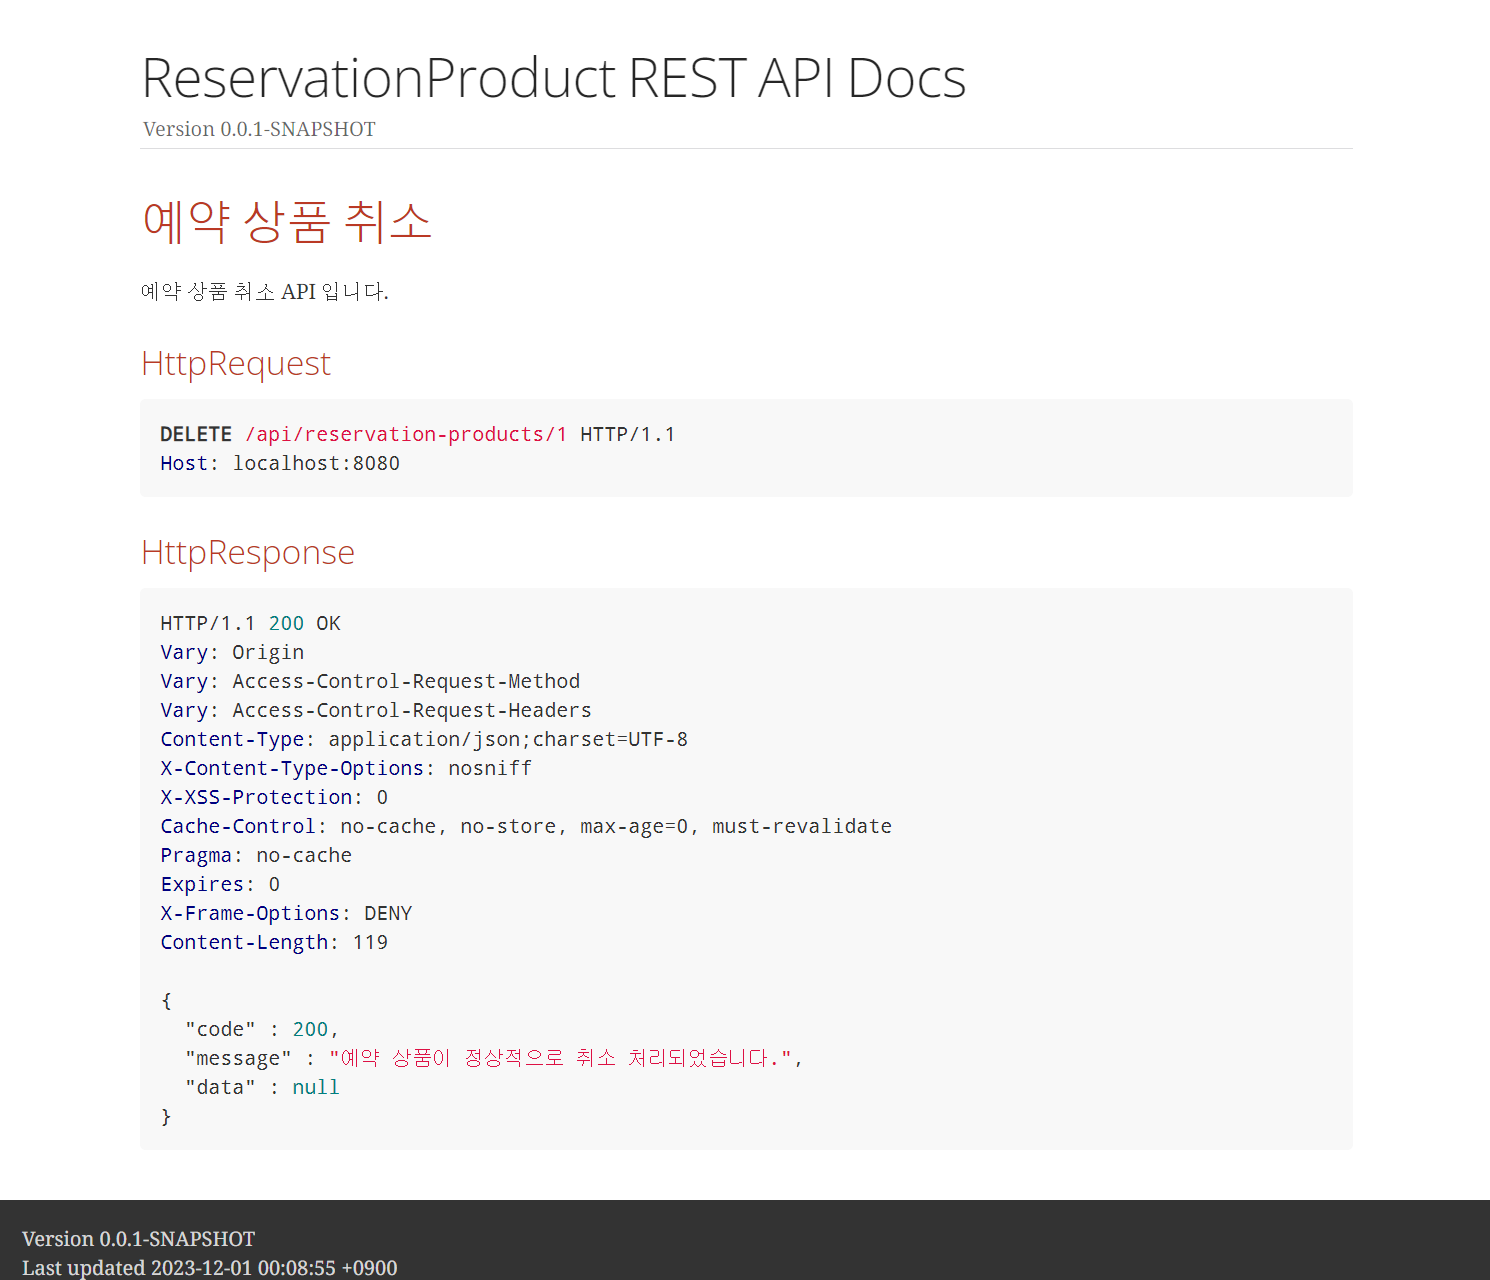 ReservationProduct REST API Docs
Version 0.0.1-SNAPSHOT
예약 상품 취소
예약 상품 취소 API 입니다.
HttpRequest
DELETE /api/reservation-products/1 HTTP/1.1
Host: localhost:8080
HttpResponse
HTTP/1.1 200 OK
Vary: Origin
Vary: Access-Control-Request-Method
Vary: Access-Control-Request-Headers
Content-Type: application/json;charset=UTF-8
X-Content-Type-Options: nosniff
X-XSS-Protection: 0
Cache-Control: no-cache, no-store, max-age=0, must-revalidate
Pragma: no-cache
Expires: 0
X-Frame-Options: DENY
Content-Length: 119
{
"code" : 200,
"message" : "예약 상품이 정상적으로 취소 처리되었습니다.",
"data" : null
}
Version 0.0.1-SNAPSHOT
Last updated 2023-12-01 00:08:55 +0900